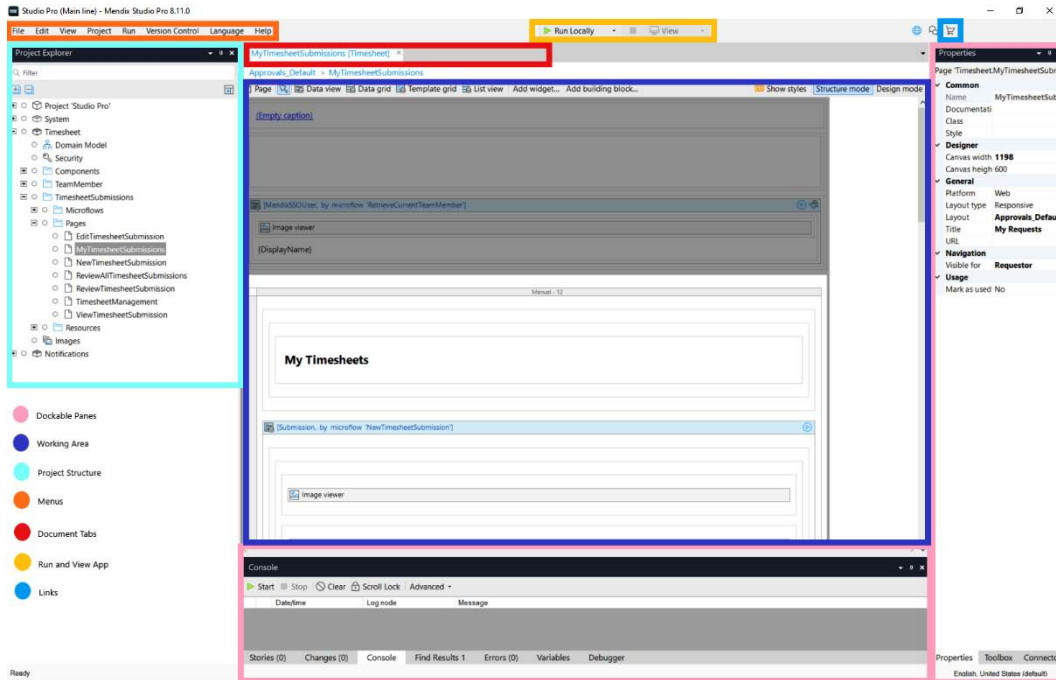 Studio Pro (Main line) - Mendix Studio Pro 8.11.0
File Edit View Project Run Version Control Language Help
Run Locally View
Project Explorer
Filter
Project 'Studio Pro'
System
Timesheet
Domain Model
Security
Components
TeamMember
TimesheetSubmissions
Microflows
Pages
EditTimesheetSubmission
MyTimesheetSubmissions
NewTimesheetSubmission
ReviewAllTimesheetSubmissions
ReviewTimesheetSubmission
TimesheetManagement
ViewTimesheetSubmission
Resources
Images
Notifications
Dockable Panes
Working Area
Project Structure
Menus
Document Tabs
Run and View App
Links
Ready
MyTimesheetSubmissions [Timesheet]
Approvals_Default > MyTimesheetSubmissions
Page Data view Data grid Template grid List view Add widget... Add building block... Show styles Structure mode Design mode
[Empty caption]
[MendixSSOUser, by microflow 'RetrieveCurrentTeamMember']
Image viewer
{DisplayName}
Manual - 12
My Timesheets
[Submission, by microflow 'NewTimesheetSubmission']
Image viewer
Console
Start Stop Clear Scroll Lock Advanced
Date/time Log node Message
Stories (0) Changes (0) Console Find Results 1 Errors (0) Variables Debugger
Properties
Page 'Timesheet.MyTimesheetSubm
Common
Name MyTimesheetSub
Documentati
Class
Style
Designer
Canvas width 1198
Canvas heigh 600
General
Platform Web
Layout type Responsive
Layout Approvals_Defau
Title My Requests
URL
Navigation
Visible for Requestor
Usage
Mark as used No
Properties Toolbox Connecto
English, United States (default)